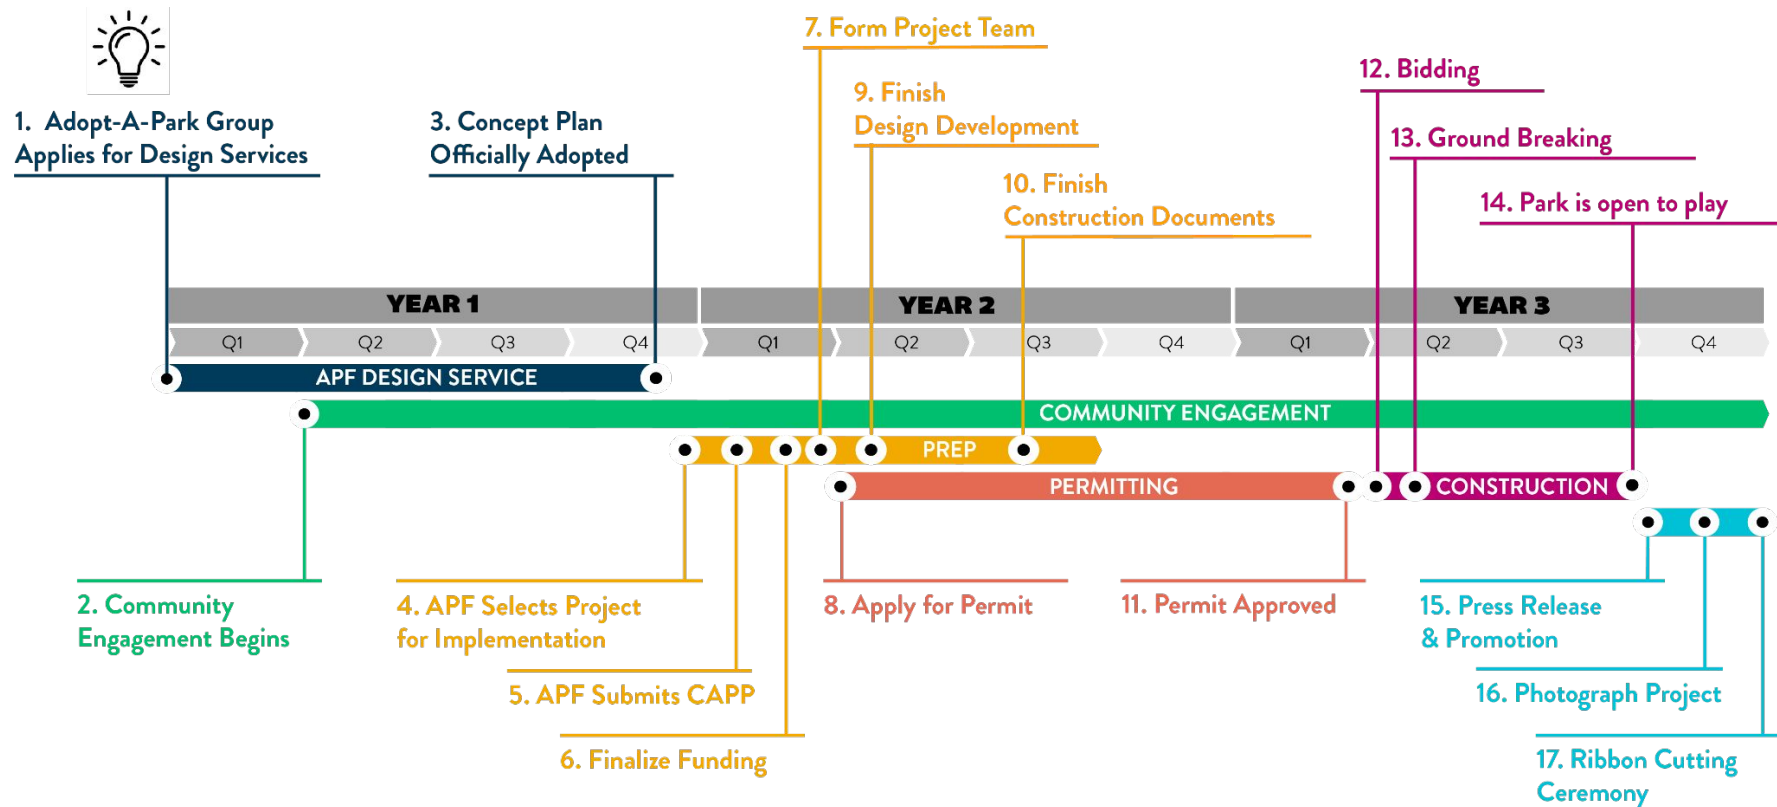 7. Form Project Team
12. Bidding
9. Finish
Design Development
1. Adopt-A-Park Group
Applies for Design Services
3. Concept Plan
Officially Adopted
13. Ground Breaking
10. Finish
Construction Documents
14. Park is open to play
YEAR 1
YEAR 2
YEAR 3
Q1
Q2
Q3
Q4
Q1
Q2
Q3
Q4
Q1
Q2
Q3
Q4
APF DESIGN SERVICE
COMMUNITY ENGAGEMENT
PREP
PERMITTING
CONSTRUCTION
2. Community
Engagement Begins
4. APF Selects Project
for Implementation
8. Apply for Permit
11. Permit Approved
15. Press Release
& Promotion
5. APF Submits CAPP
16. Photograph Project
6. Finalize Funding
17. Ribbon Cutting
Ceremony